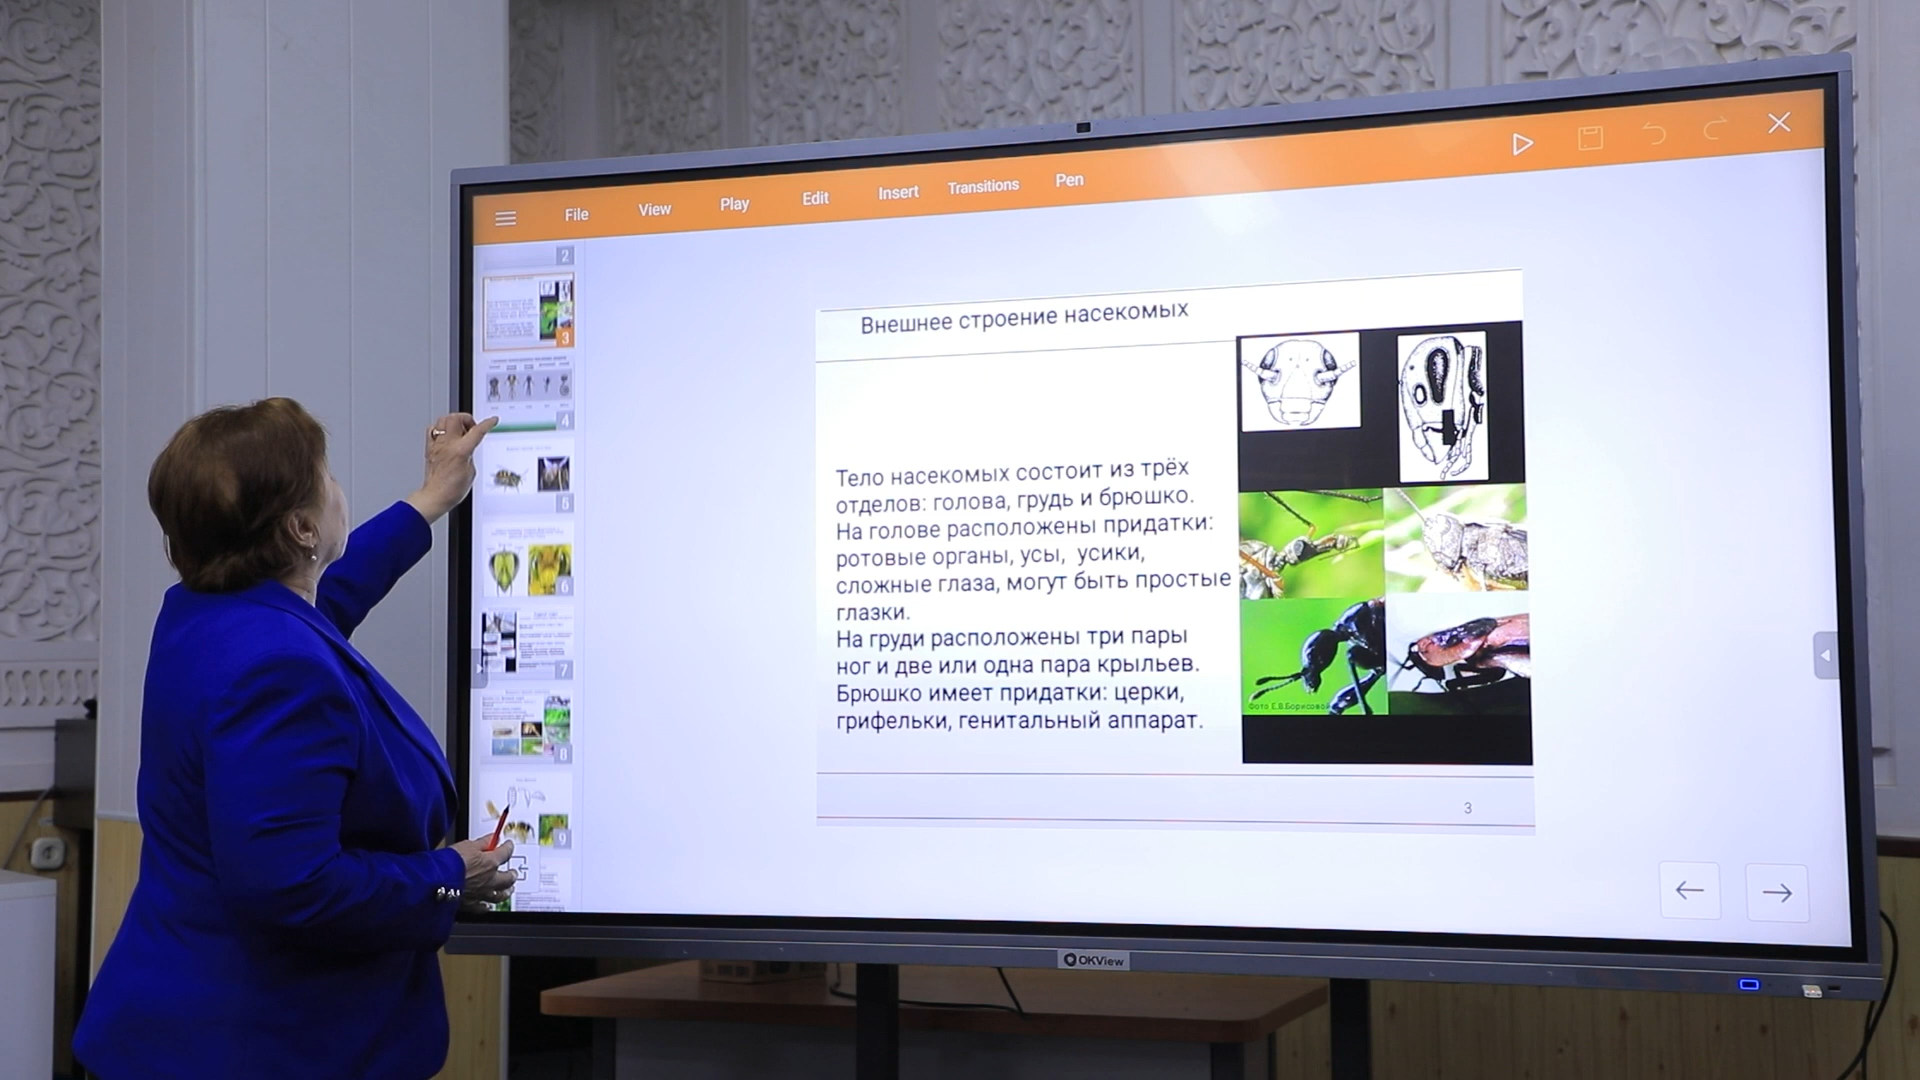 File View Play Edit Insert Transitions Pen
2
3
4
5
6
7
8
9
Внешнее строение насекомых
Тело насекомых состоит из трёх
отделов: голова, грудь и брюшко.
На голове расположены придатки:
ротовые органы, усы, усики,
сложные глаза, могут быть простые
глазки.
На груди расположены три пары
ног и две или одна пара крыльев.
Брюшко имеет придатки: церки,
грифельки, генитальный аппарат.
Фото Е.В.Борисовой
3
OKView